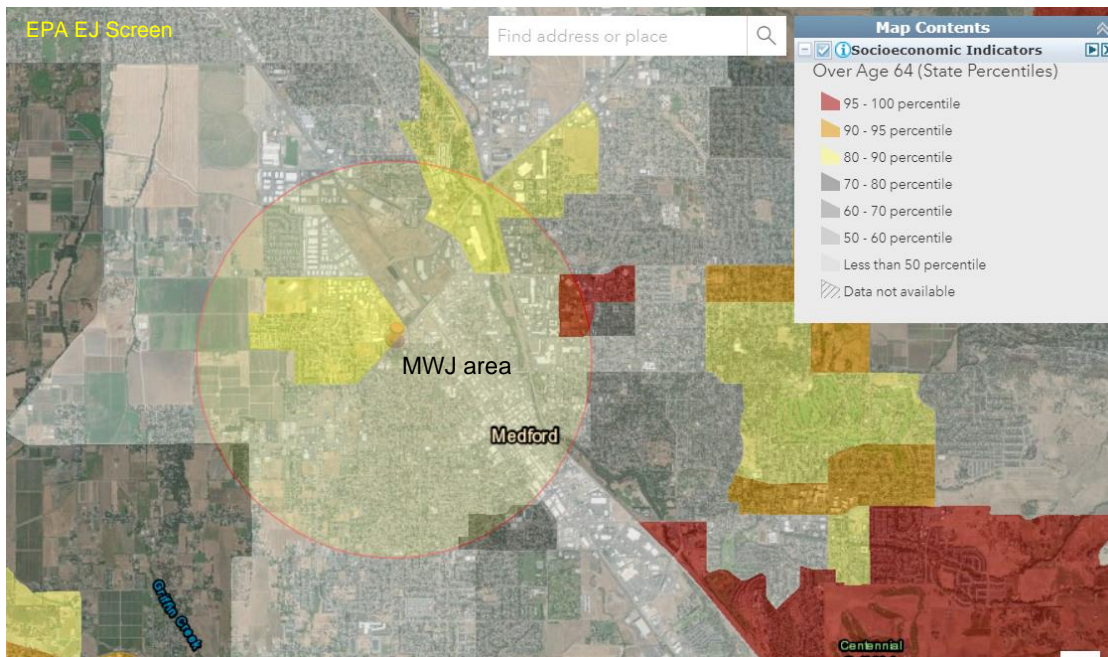 EPA EJ Screen
Find address or place
Map Contents
Socioeconomic Indicators
Over Age 64 (State Percentiles)
95 - 100 percentile
90 - 95 percentile
80 - 90 percentile
70 - 80 percentile
60 - 70 percentile
50 - 60 percentile
Less than 50 percentile
Data not available
MWJ area
Medford
Griffin Creek
Centennial